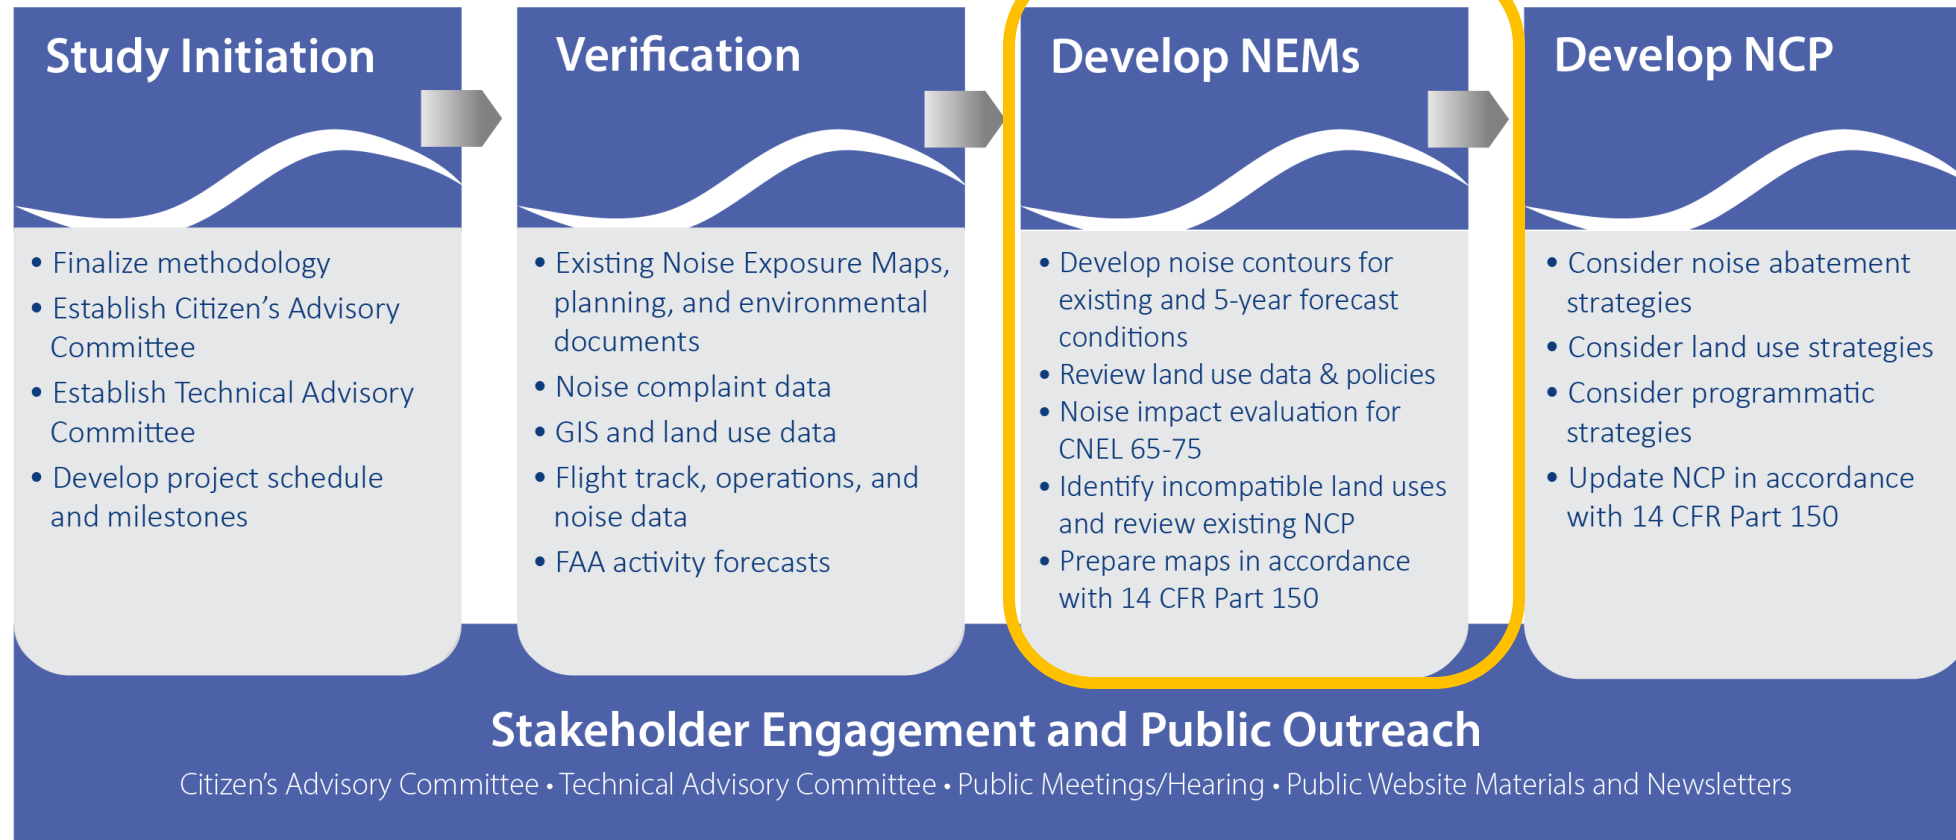 Study Initiation
• Finalize methodology
• Establish Citizen’s Advisory
Committee
• Establish Technical Advisory
Committee
• Develop project schedule
and milestones
Verification
• Existing Noise Exposure Maps,
planning, and environmental
documents
• Noise complaint data
• GIS and land use data
• Flight track, operations, and
noise data
• FAA activity forecasts
Develop NEMs
• Develop noise contours for
existing and 5-year forecast
conditions
• Review land use data & policies
• Noise impact evaluation for
CNEL 65-75
• Identify incompatible land uses
and review existing NCP
• Prepare maps in accordance
with 14 CFR Part 150
Develop NCP
• Consider noise abatement
strategies
• Consider land use strategies
• Consider programmatic
strategies
• Update NCP in accordance
with 14 CFR Part 150
Stakeholder Engagement and Public Outreach
Citizen’s Advisory Committee • Technical Advisory Committee • Public Meetings/Hearing • Public Website Materials and Newsletters